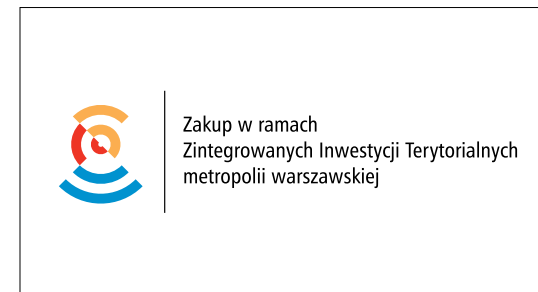 Zakup w ramach
Zintegrowanych Inwestycji Terytorialnych
metropolii warszawskiej